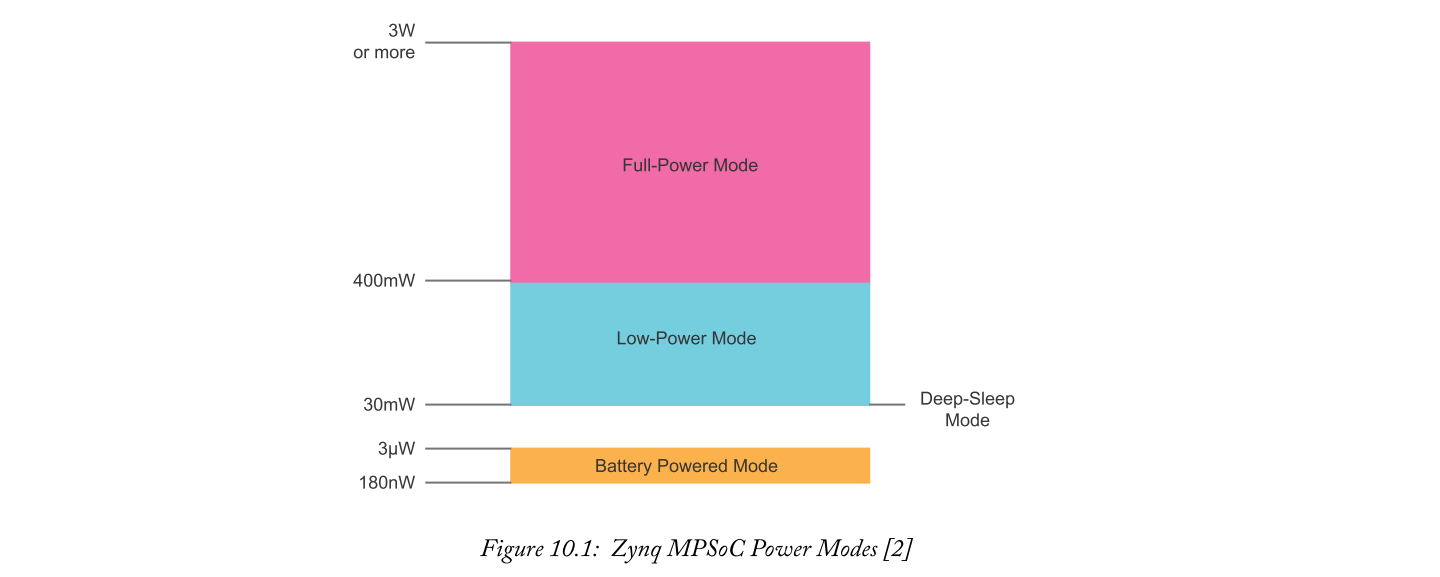 3W
or more
Full-Power Mode
400mW
Low-Power Mode
30mW
Deep-Sleep
Mode
3µW
Battery Powered Mode
180nW
Figure 10.1: Zynq MPSoC Power Modes [2]